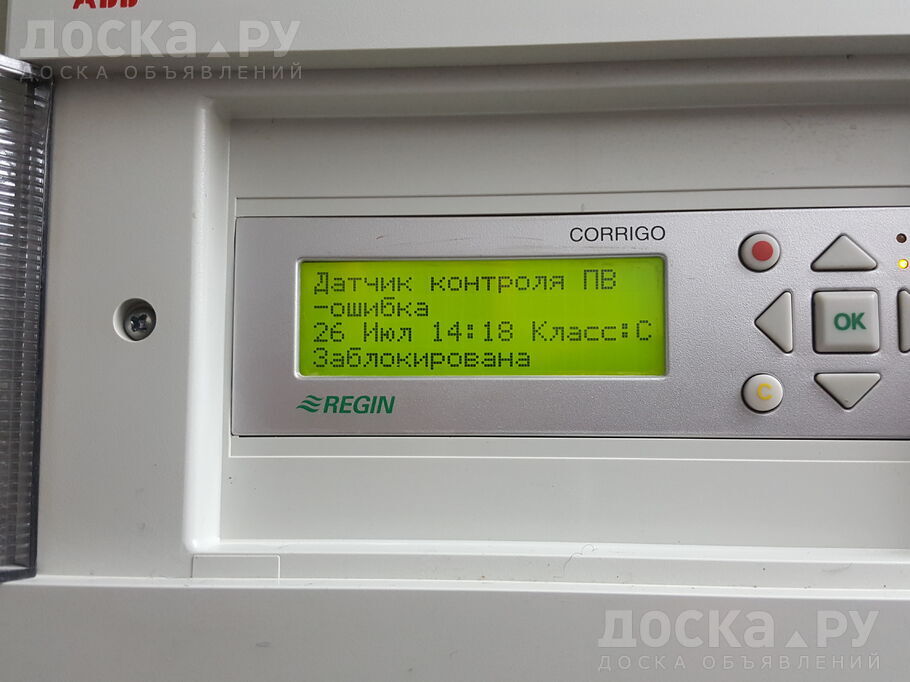 ABB
ДОСКА.РУ
ДОСКА ОБЪЯВЛЕНИЙ
CORRIGO
Датчик контроля ПВ
-ошибка
26 Июл 14:18 Класс:C
Заблокирована
OK
C
REGIN
ДОСКА.РУ
ДОСКА ОБЪЯВЛЕНИЙ